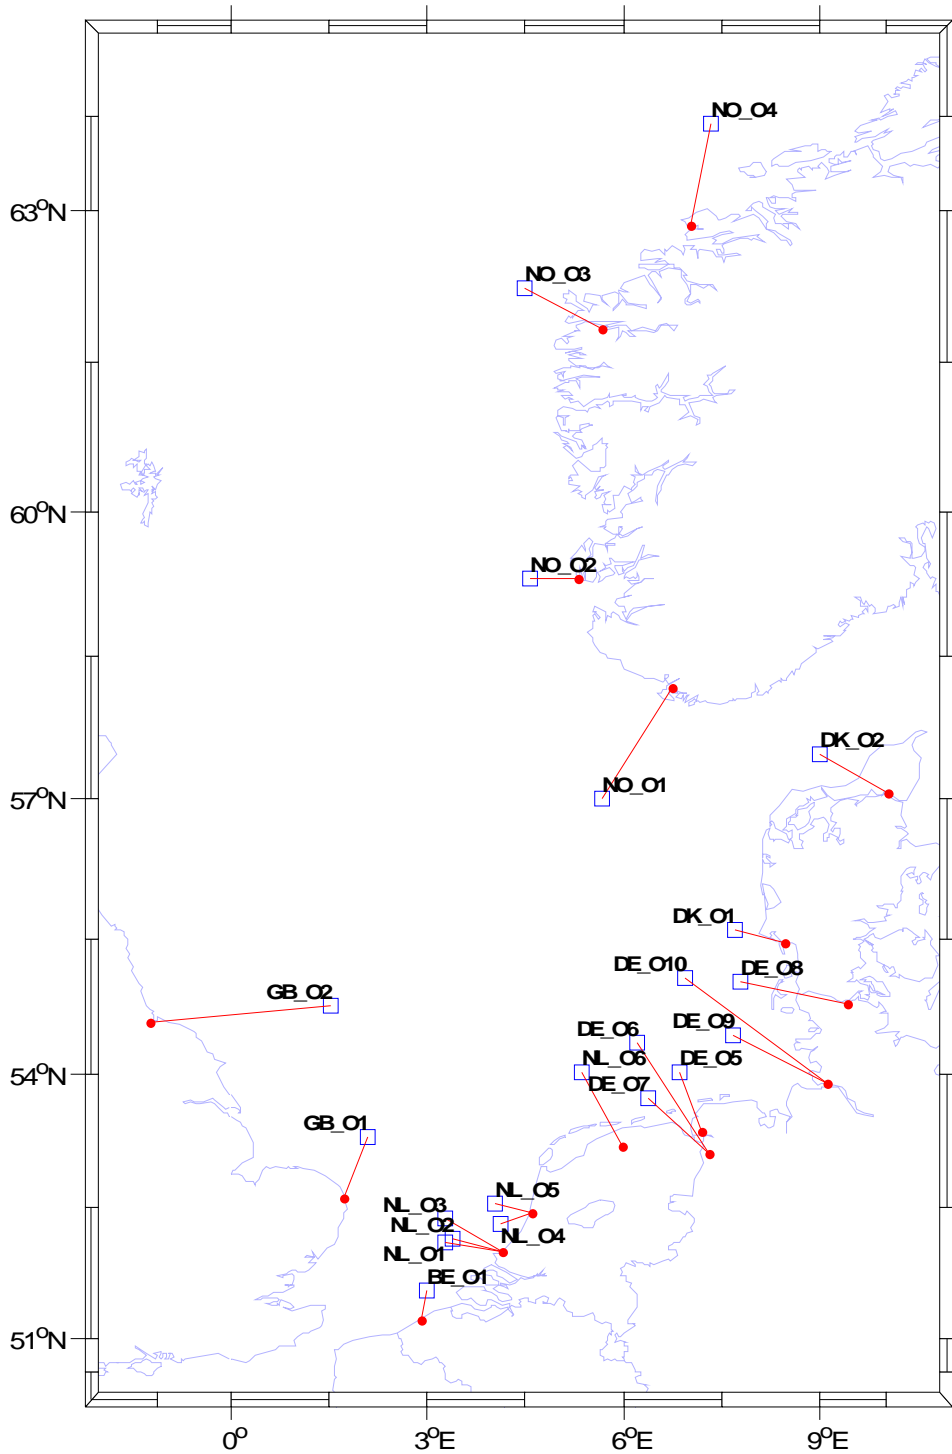 NO_O4
63°N
NO_O3
60°N
NO_O2
DK_O2
57°N
NO_O1
DK_O1
DE_O10
DE_O8
GB_O2
DE_O9
DE_O6
NL_O6
DE_O5
54°N
DE_O7
GB_O1
NL_O5
NL_O3
NL_O2
NL_O4
NL_O1
BE_O1
51°N
0° 3°E 6°E 9°E